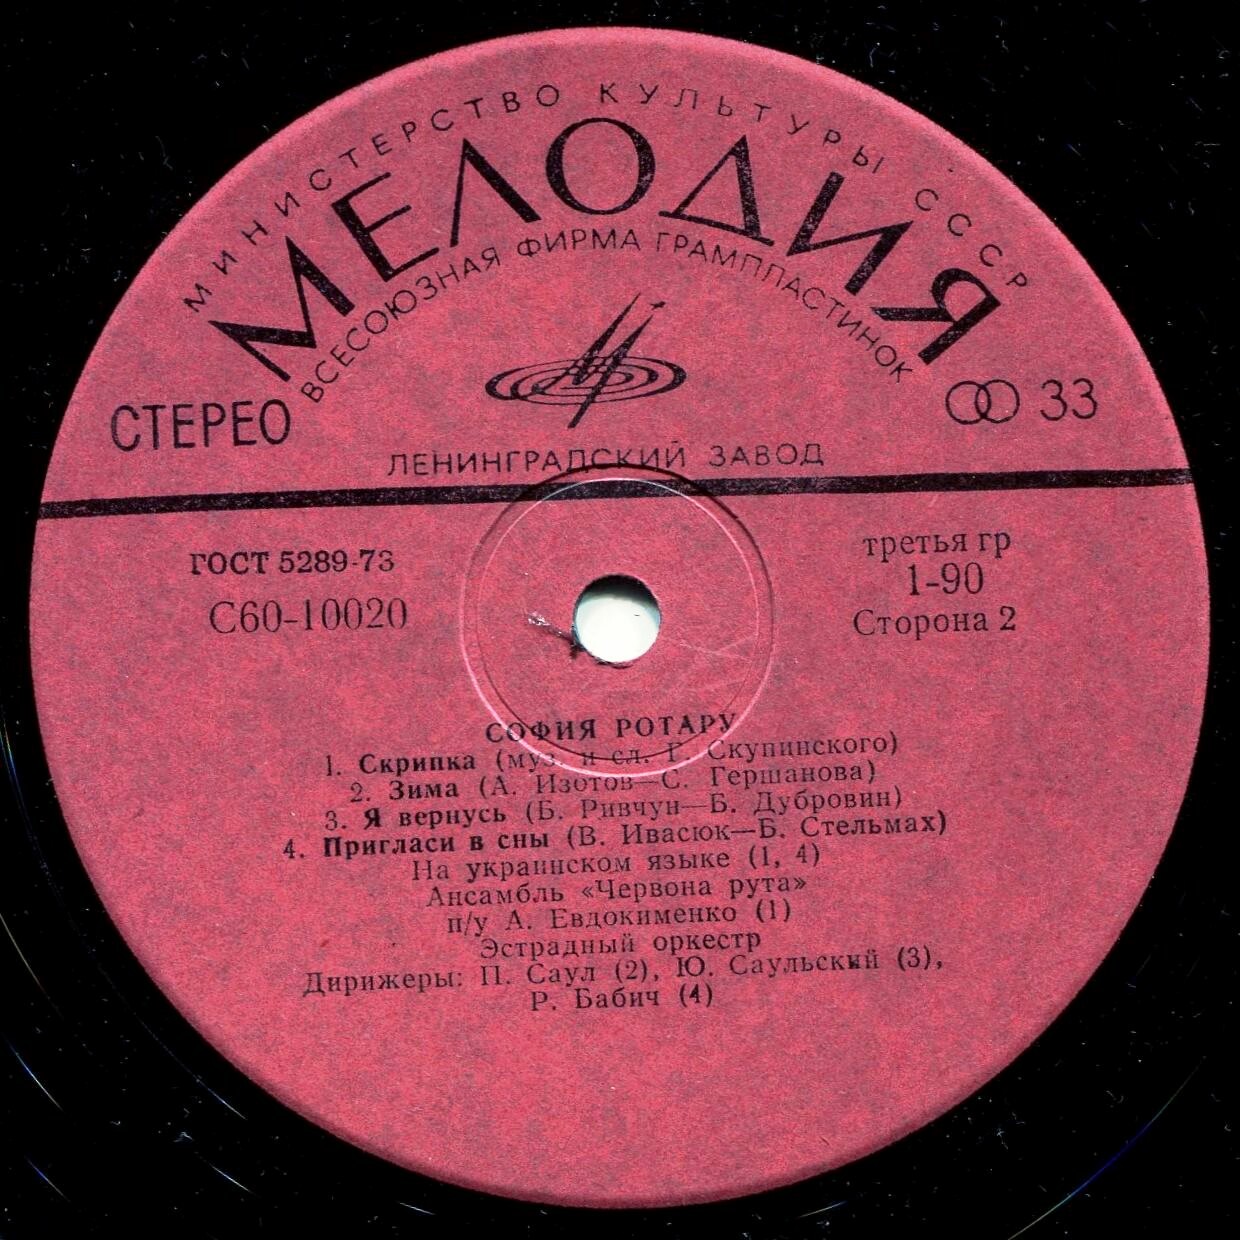 МИНИСТЕРСТВО КУЛЬТУРЫ СССР
МЕЛОДИЯ
ВСЕСОЮЗНАЯ ФИРМА ГРАМПЛАСТИНОК
СТЕРЕО
33
ЛЕНИНГРАДСКИЙ ЗАВОД
ГОСТ 5289-73
С60-10020
третья гр
1-90
Сторона 2
СОФИЯ РОТАРУ
1. Скрипка (муз. и сл. Г. Скупинского)
2. Зима (А. Изотов—С. Гершанова)
3. Я вернусь (Б. Ривчун—Б. Дубровин)
4. Пригласи в сны (В. Ивасюк—Б. Стельмах)
На украинском языке (1, 4)
Ансамбль «Червона рута»
п/у А. Евдокименко (1)
Эстрадный оркестр
Дирижеры: П. Саул (2), Ю. Саульский (3),
Р. Бабич (4)